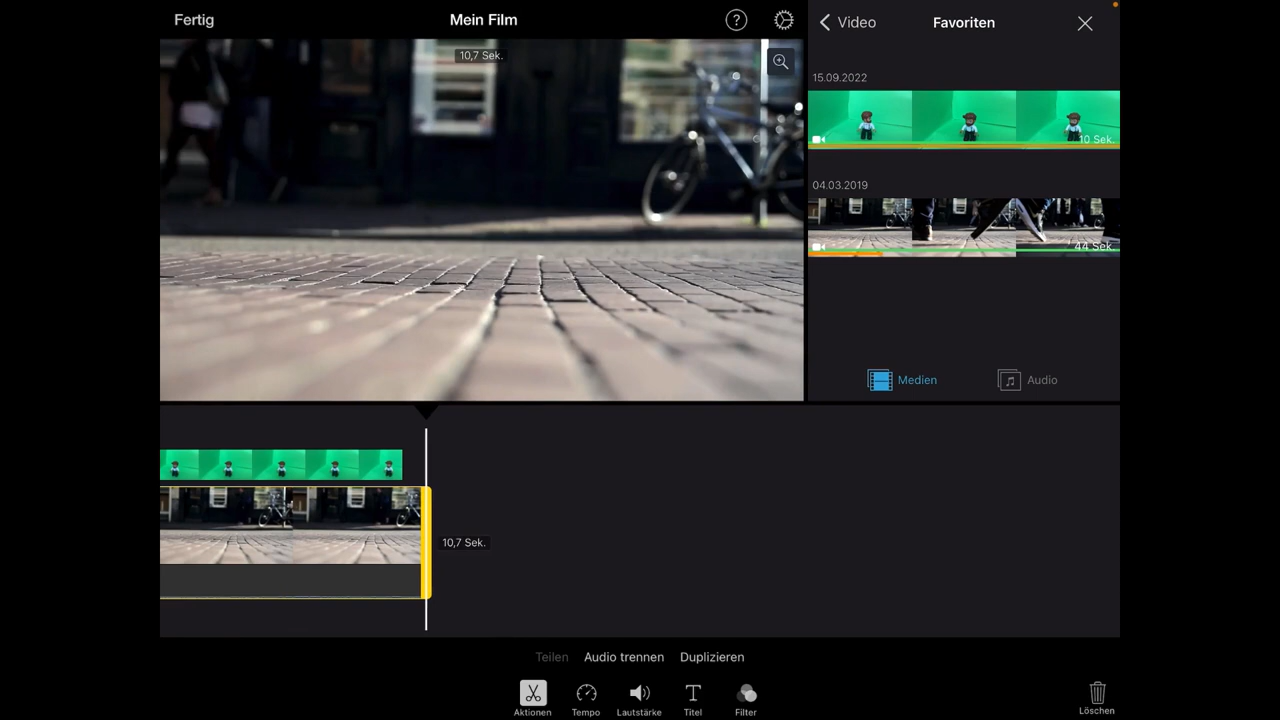 Fertig
Mein Film
?
Video
Favoriten
10,7 Sek.
15.09.2022
10 Sek.
04.03.2019
44 Sek.
Medien
Audio
10,7 Sek.
Teilen
Audio trennen
Duplizieren
Aktionen
Tempo
Lautstärke
T
Titel
Filter
Löschen